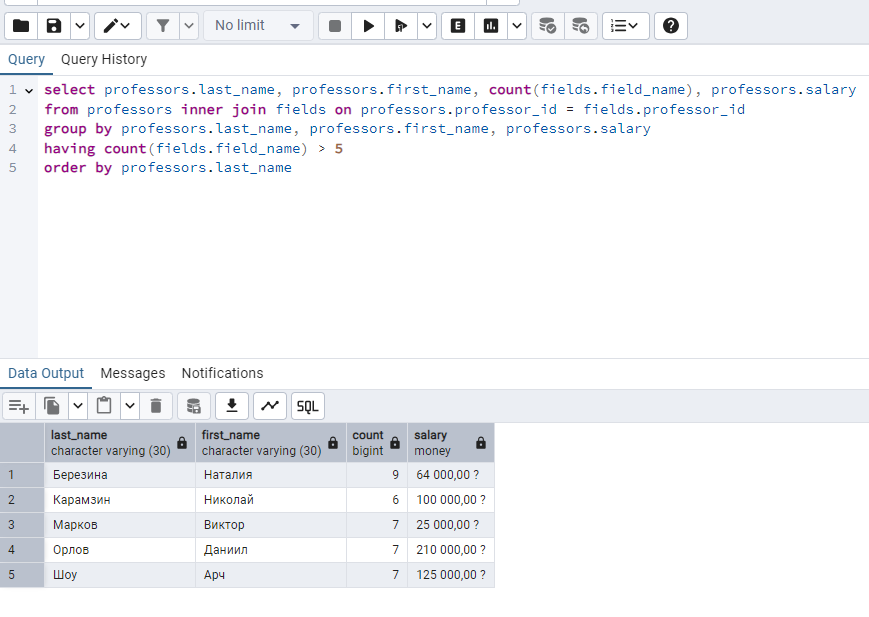 No limit
E
Query Query History
1 select professors.last_name, professors.first_name, count(fields.field_name), professors.salary
2 from professors inner join fields on professors.professor_id = fields.professor_id
3 group by professors.last_name, professors.first_name, professors.salary
4 having count(fields.field_name) > 5
5 order by professors.last_name
Data Output Messages Notifications
SQL
last_name first_name count salary
character varying (30) character varying (30) bigint money
1 Березина Наталия 9 64 000,00 ?
2 Карамзин Николай 6 100 000,00 ?
3 Марков Виктор 7 25 000,00 ?
4 Орлов Даниил 7 210 000,00 ?
5 Шоу Арч 7 125 000,00 ?